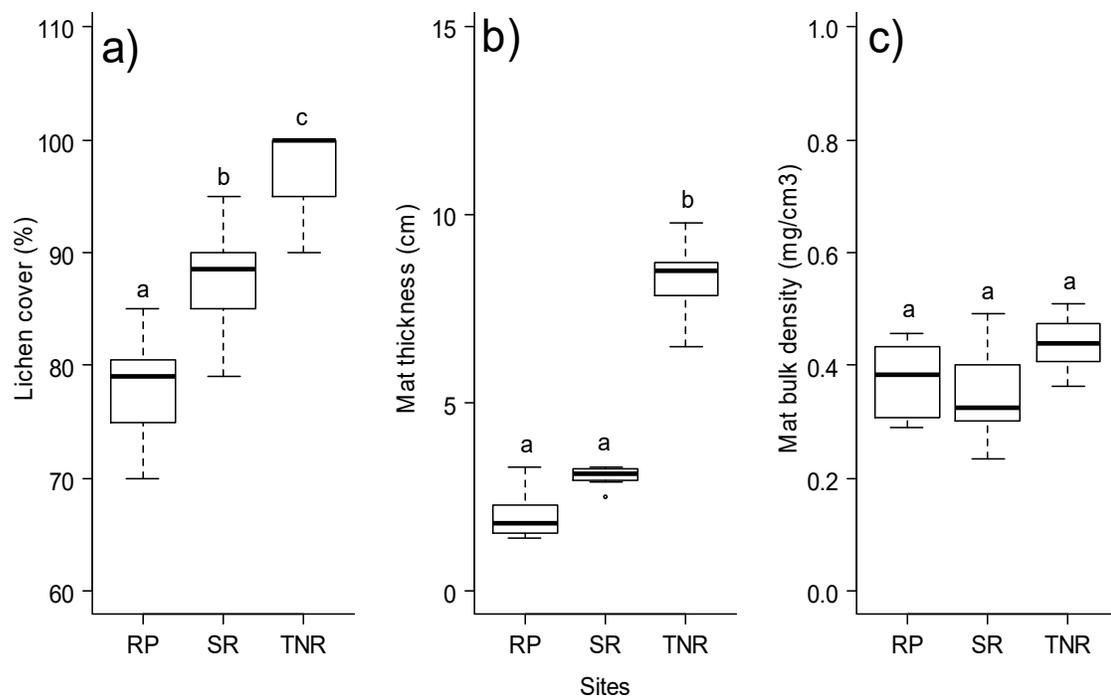 a)
Lichen cover (%)
110
100
90
80
70
60
a
b
c
RP SR TNR
b)
Mat thickness (cm)
15
10
5
0
a
a
b
RP SR TNR
Sites
c)
Mat bulk density (mg/cm3)
1.0
0.8
0.6
0.4
0.2
0.0
a
a
a
RP SR TNR